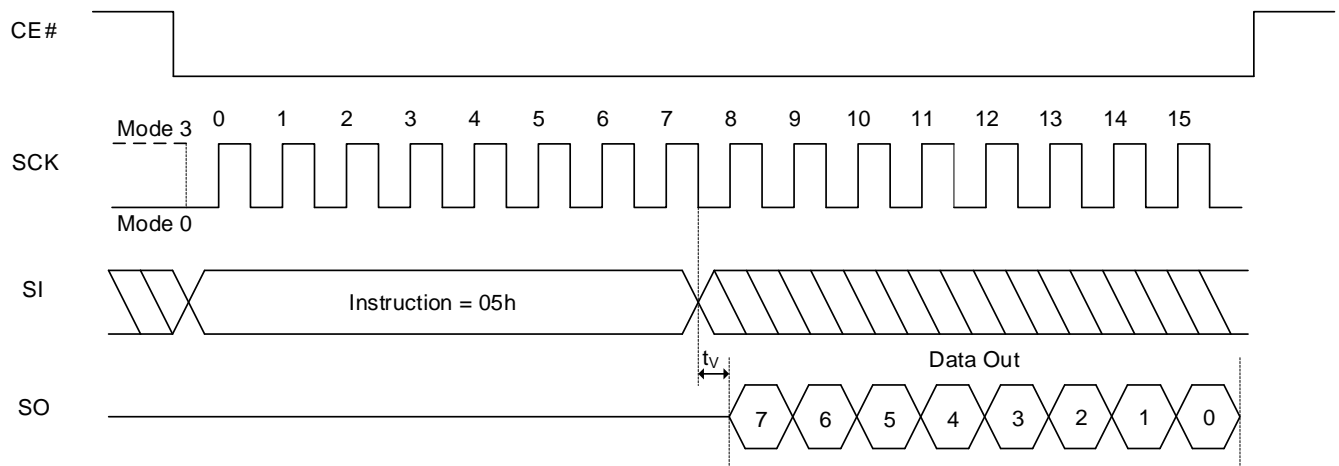 CE#
0 1 2 3 4 5 6 7 8 9 10 11 12 13 14 15
Mode 3
SCK
Mode 0
SI
Instruction = 05h
tV
Data Out
SO
7 6 5 4 3 2 1 0